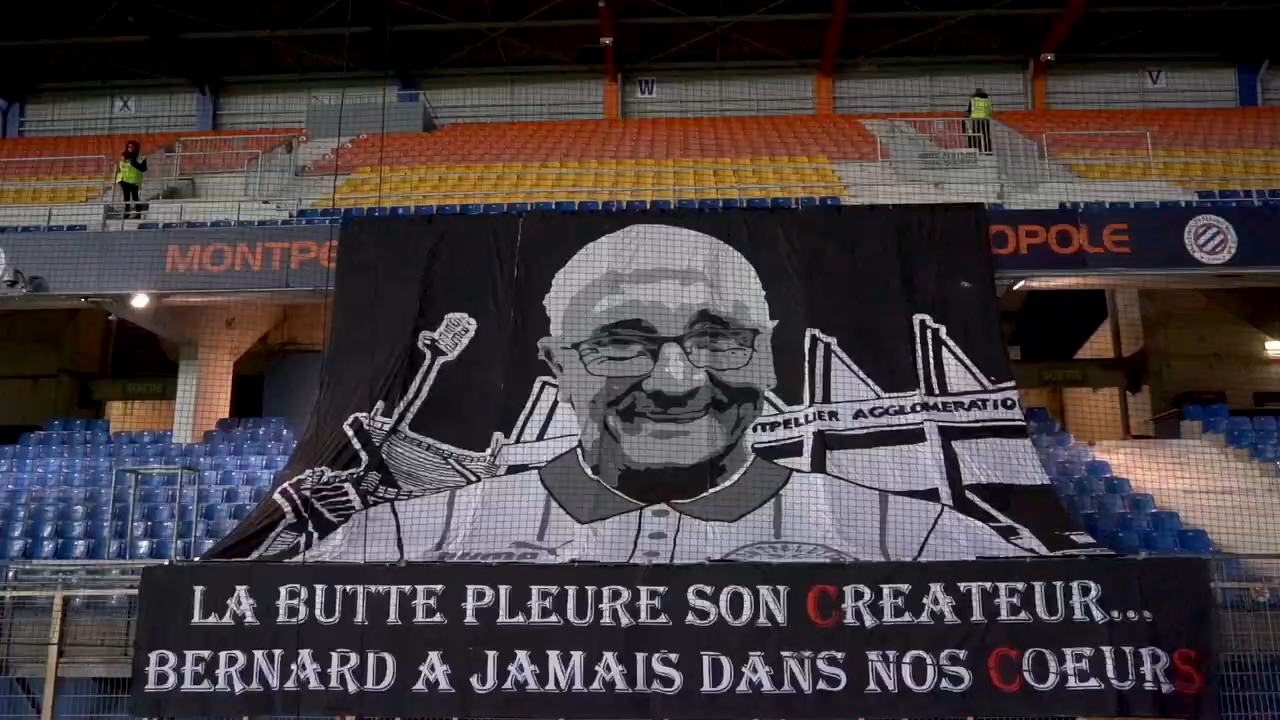 X
W
V
MONTPE
OPOLE
TPELLIER AGGLOMERATIO
LA BUTTE PLEURE SON CREATEUR...
BERNARD A JAMAIS DANS NOS COEURS